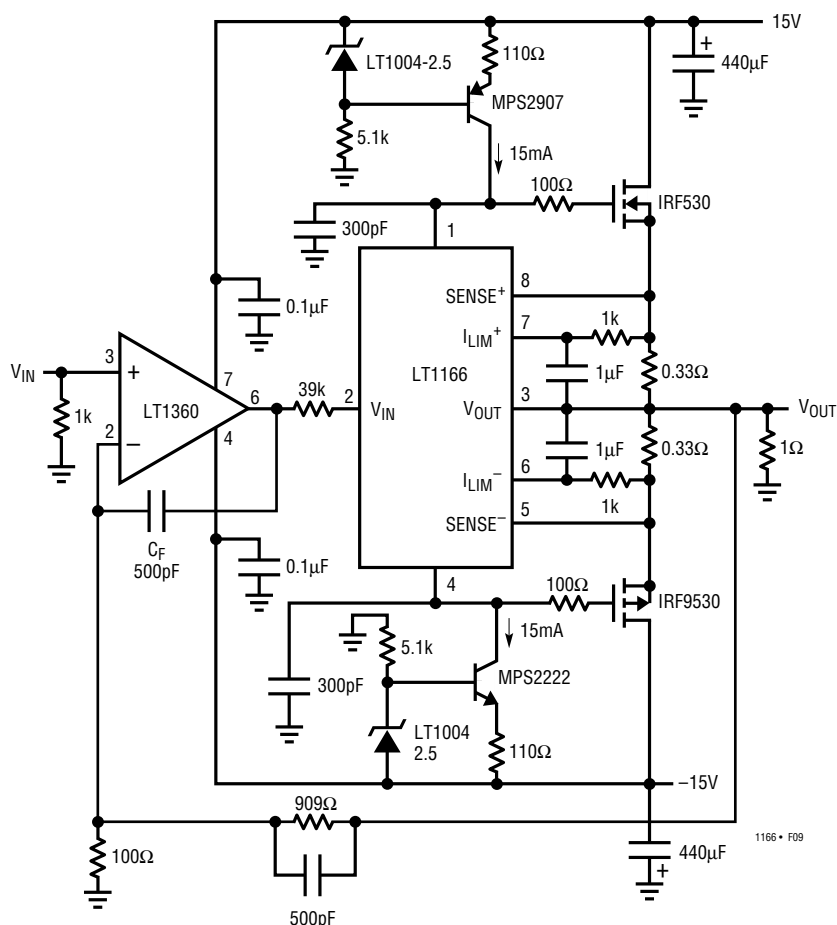 15V
LT1004-2.5
110Ω
+
440µF
MPS2907
5.1k
15mA
100Ω
IRF530
300pF
1
8
SENSE+
0.1µF
7
1k
ILIM+
3
VIN
+
7
LT1166
1µF
0.33Ω
LT1360
6
39k
2
VIN
VOUT
3
VOUT
1k
2
−
4
1µF
0.33Ω
1Ω
6
ILIM−
1k
5
SENSE−
CF
500pF
0.1µF
4
100Ω
IRF9530
15mA
5.1k
MPS2222
300pF
LT1004
2.5
110Ω
−15V
909Ω
1166 • F09
100Ω
440µF
+
500pF